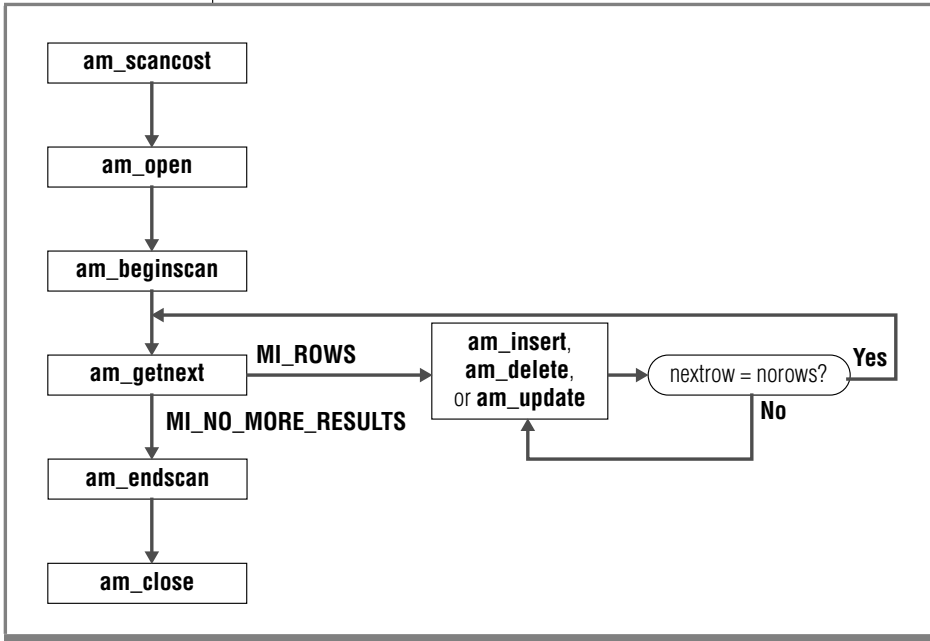 am_scancost
am_open
am_beginscan
am_getnext
MI_ROWS
am_insert,
am_delete,
or am_update
nextrow = norows?
Yes
No
MI_NO_MORE_RESULTS
am_endscan
am_close